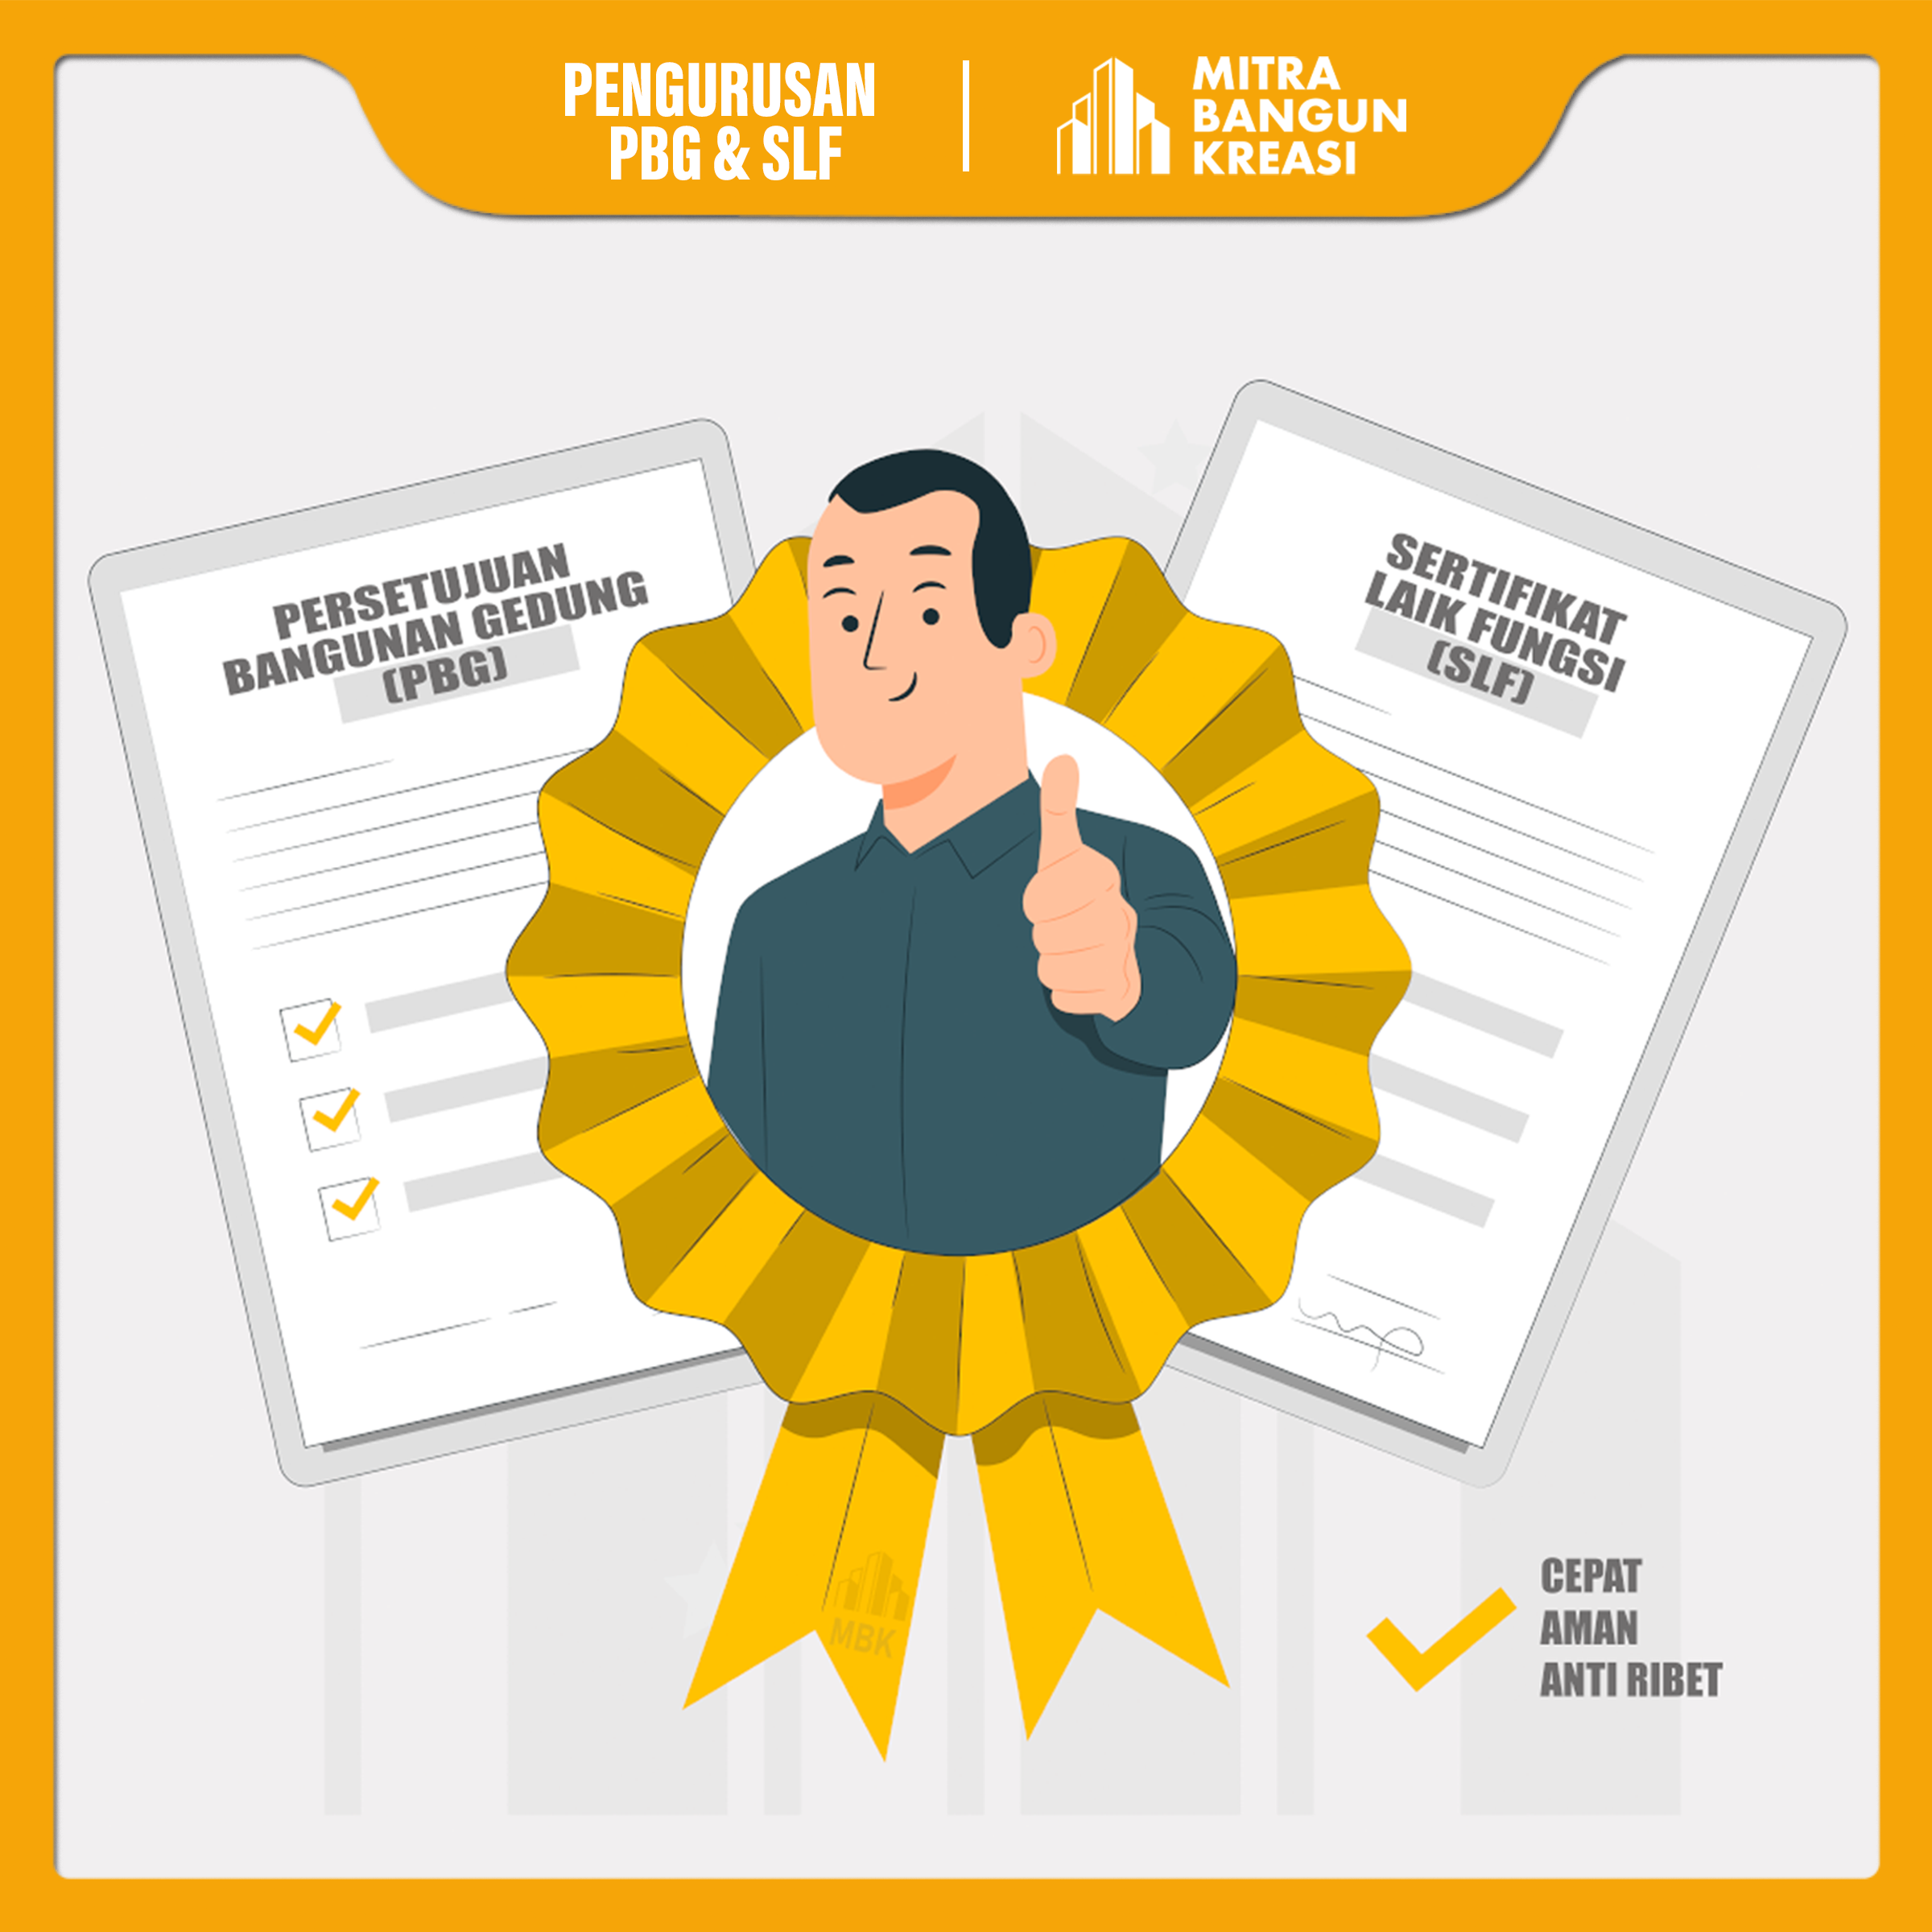 PENGURUSAN
PBG & SLF
MITRA
BANGUN
KREASI
PERSETUJUAN
BANGUNAN GEDUNG
(PBG)
SERTIFIKAT
LAIK FUNGSI
(SLF)
MBK
CEPAT
AMAN
ANTI RIBET